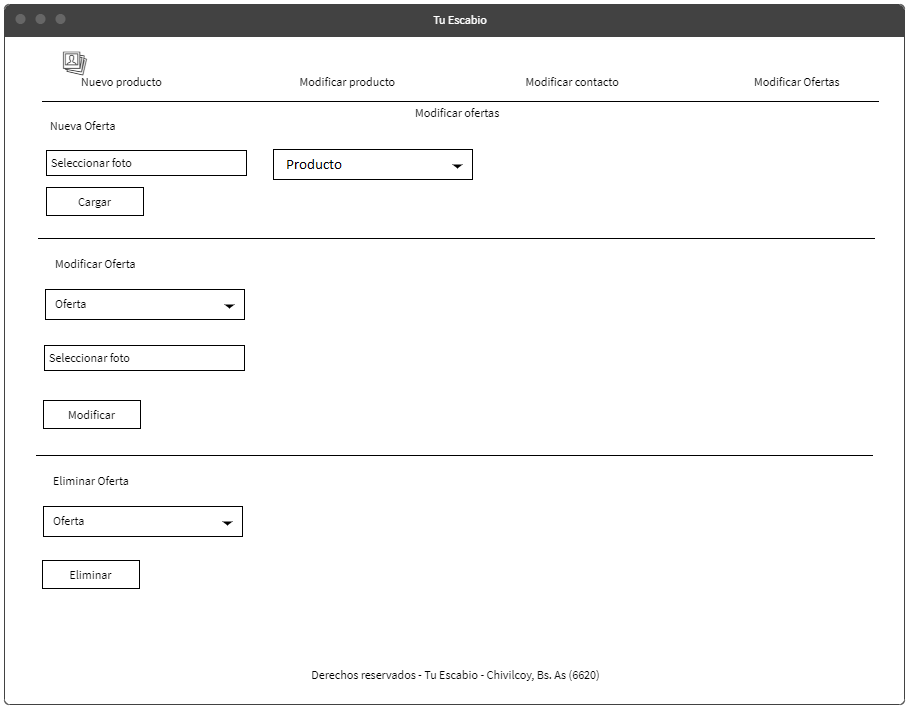 Tu Escabio
Nuevo producto
Modificar producto
Modificar contacto
Modificar Ofertas
Modificar ofertas
Nueva Oferta
Seleccionar foto
Producto
Cargar
Modificar Oferta
Oferta
Seleccionar foto
Modificar
Eliminar Oferta
Oferta
Eliminar
Derechos reservados - Tu Escabio - Chivilcoy, Bs. As (6620)